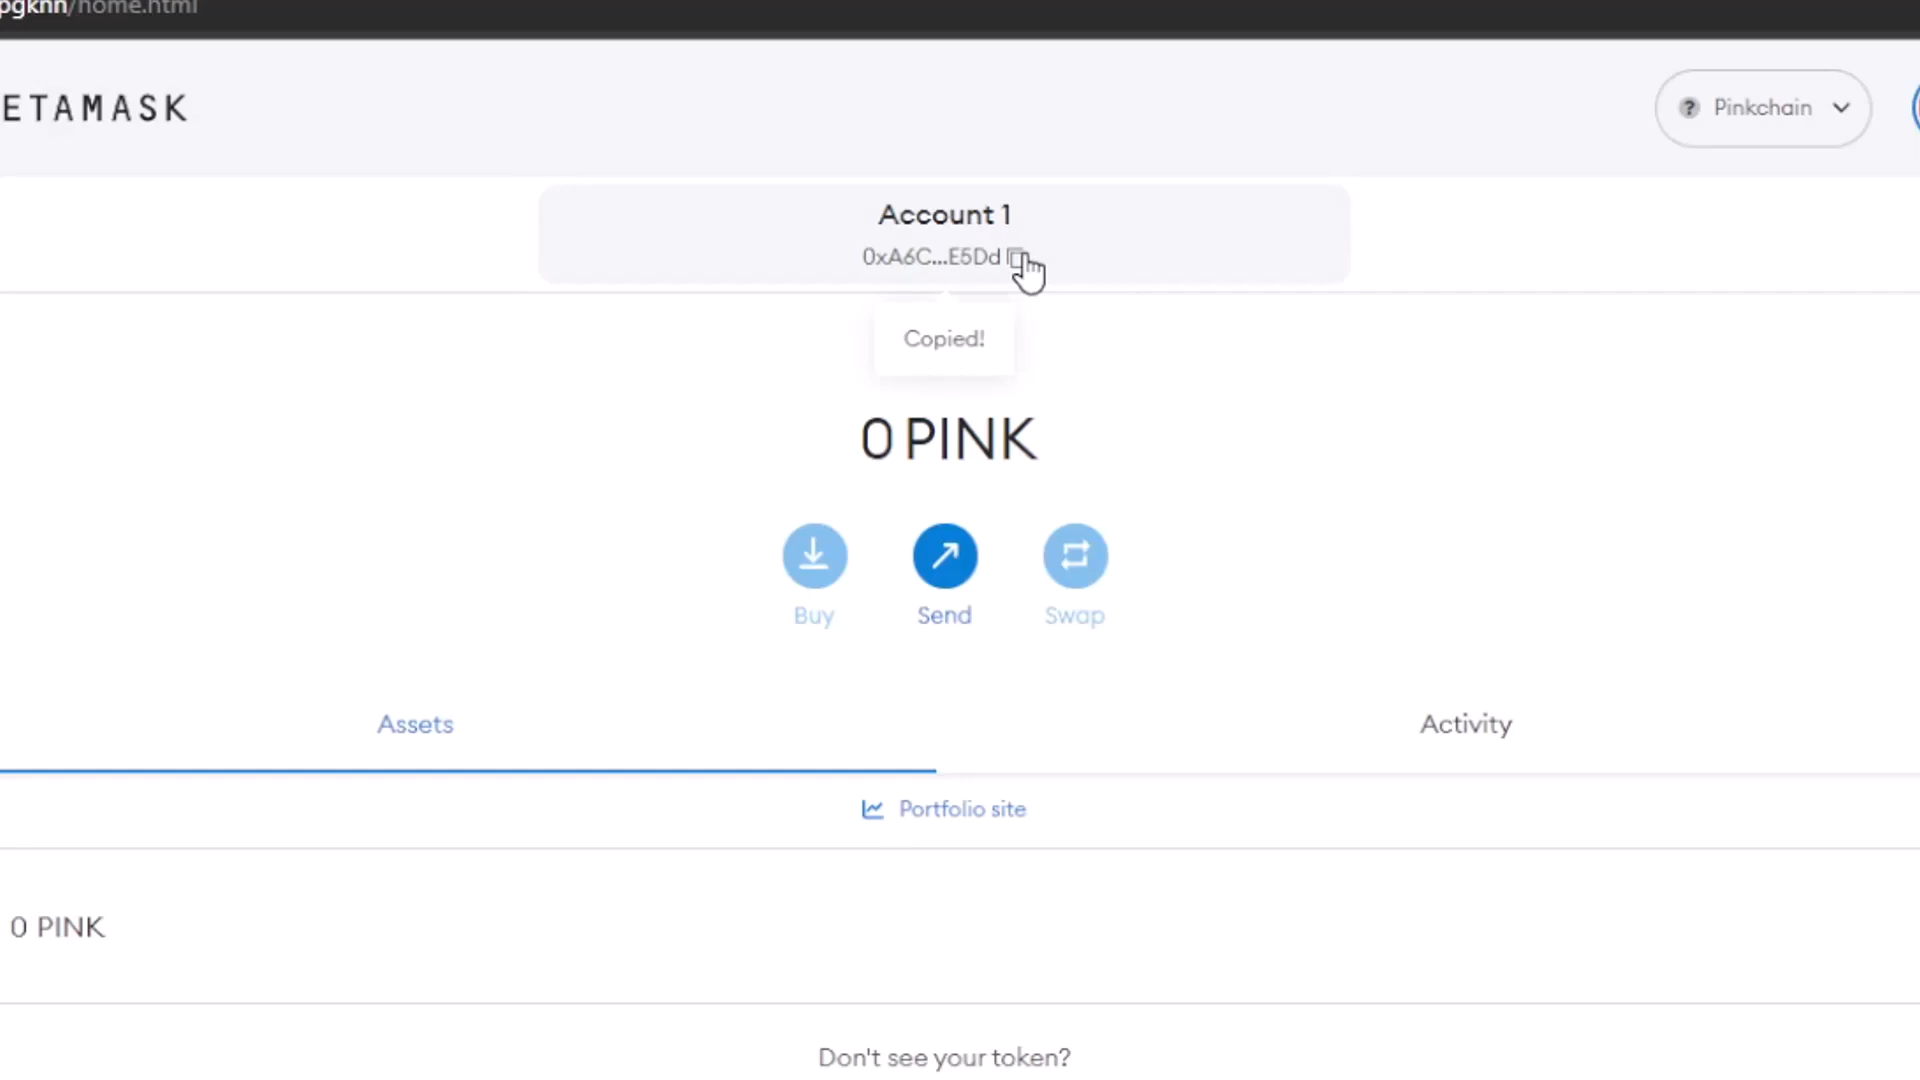 pgknn/home.html
ETAMASK
? Pinkchain
Account 1
0xA6C...E5Dd
Copied!
0 PINK
Buy
Send
Swap
Assets
Activity
Portfolio site
0 PINK
Don't see your token?